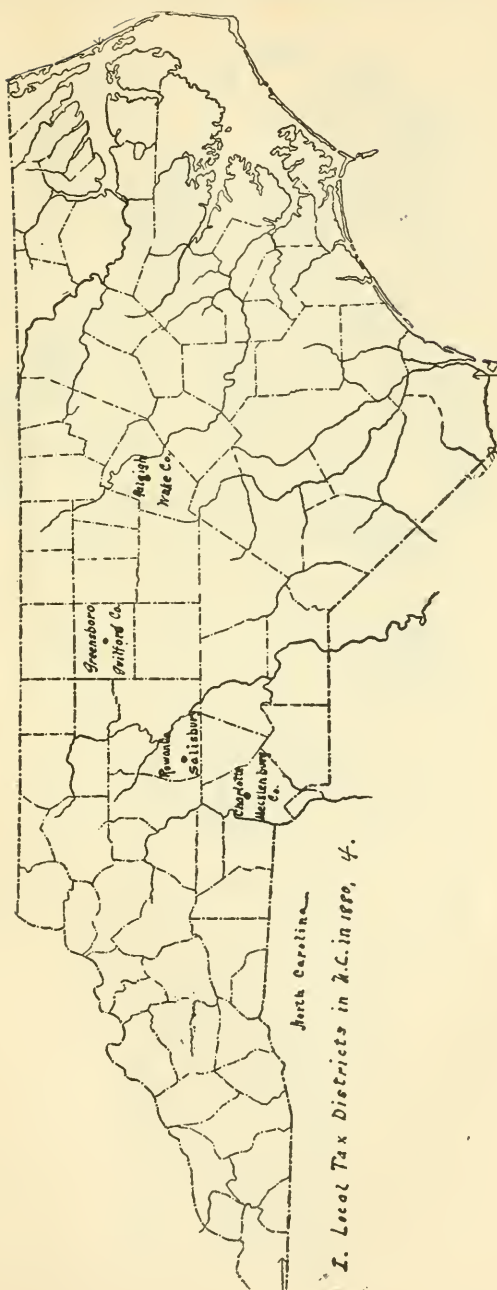 Greensboro
Guilford Co.
Raleigh
Wake Co.
Rowan Co.
Salisbury
Charlotte
Mecklenburg
Co.
North Carolina
I. Local Tax Districts in N.C. in 1880, 4.